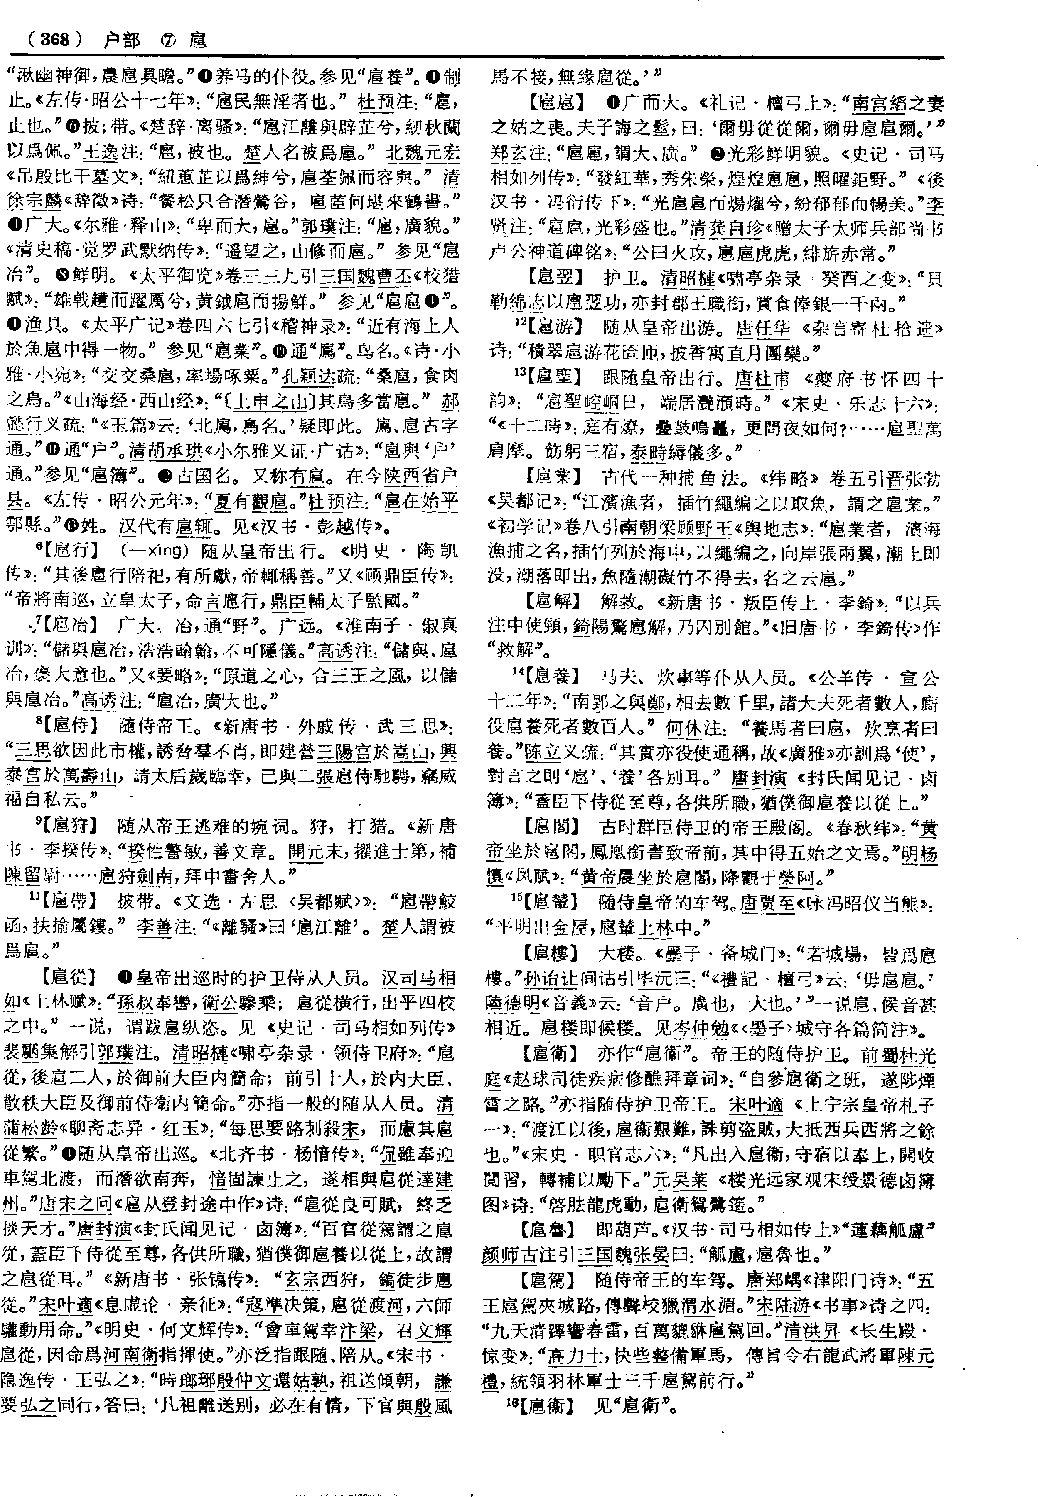 （368） 户部 ⑦ 扈
“湫幽神御，農扈具瞻。”❶养马的仆役。参见“扈養”。❶制
止。《左传·昭公十七年》：“扈民無淫者也。” 杜预注：“扈，
止也。”❶披；带。《楚辞·离骚》：“扈江離與辟芷兮，紉秋蘭
以爲佩。”王逸注：“扈，被也。楚人名被爲扈。” 北魏元宏
《吊殷比干墓文》：“紐蕙芷以爲紳兮，扈荃佩而容與。” 清
徐宗麟《辞徵》诗：“餐松只合潛鶯谷， 扈茝何堪來鶴書。”
❶广大。《尔雅·释山》：“卑而大，扈。”郭璞注：“扈，廣貌。”
《清史稿·觉罗武默纳传》：“遥望之，山修而扈。” 参见“扈
冶”。 ❺鲜明。《太平御览》卷三三九引三国魏曹丕《校猎
赋》：“雄戟趪而躍厲兮，黄鉞扈而揚鮮。” 参见“扈扈❶”。
❶渔具。《太平广记》卷四六七引《稽神录》：“近有海上人
於魚扈中得一物。” 参见“扈業”。❶通“鳸”。鸟名。《诗·小
雅·小宛》：“交交桑扈，率場啄粟。”孔颖达疏：“桑扈，食肉
之鳥。”《山海经·西山经》：“〔上申之山〕其鳥多當扈。” 郝
懿行义疏：“《玉篇》云：‘北鳸，鳥名。’疑即此。鳸、扈古字
通。”❶通“户”。清胡承珙《小尔雅义证·广诂》：“扈與‘户’
通。”参见“扈簿”。 ❷古国名。又称有扈。在今陕西省户
县。《左传·昭公元年》：“夏有觀扈。”杜预注：“扈在始平
鄠縣。”❶姓。汉代有扈辄。见《汉书·彭越传》。
6【扈行】 （—xíng）随从皇帝出行。《明史·陶凯
传》：“其後扈行陪祀，有所獻，帝輒稱善。”又《顾鼎臣传》：
“帝將南巡，立皇太子，命言扈行，鼎臣輔太子監國。”
7【扈冶】 广大。冶，通“野”。广远。《淮南子·俶真
训》：“儲與扈冶，浩浩瀚瀚，不可隱儀。”高诱注：“儲與、扈
冶，褒大意也。”又《要略》：“原道之心，合三王之風，以儲
與扈冶。”高诱注：“扈冶，廣大也。”
8【扈侍】 随侍帝王。《新唐书·外戚传·武三思》：
“三思欲因此市權，誘脅羣不肖，即建營三陽宫於嵩山，興
泰宫於萬壽山，請太后歲臨幸，己與二張扈侍馳騁，竊威
福自私云。”
9【扈狩】 随从帝王逃难的婉词。狩，打猎。《新唐
书·李揆传》：“揆性警敏，善文章。開元末，擢進士第，補
陳留尉……扈狩劍南，拜中書舍人。”
11【扈帶】 披带。《文选·左思〈吴都赋〉》：“扈帶鮫
函，扶揄屬鏤。” 李善注：“《離騷》曰‘扈江離’。楚人謂被
爲扈。”
【扈從】 ❶皇帝出巡时的护卫侍从人员。汉司马相
如《上林赋》：“孫叔奉轡，衛公驂乘；扈從橫行，出乎四校
之中。” 一说，谓跋扈纵恣。见《史记·司马相如列传》
裴駰集解引郭璞注。清昭梿《啸亭杂录·领侍卫府》：“扈
從，後扈二人，於御前大臣内簡命；前引十人，於内大臣、
散秩大臣及御前侍衛内簡命。”亦指一般的随从人员。清
蒲松龄《聊斋志异·红玉》：“每思要路刺殺宋，而慮其扈
從繁。”❷随从皇帝出巡。《北齐书·杨愔传》：“侃雖奉迎
車駕北渡，而潛欲南奔，愔固諫止之，遂相與扈從達建
州。”唐宋之问《扈从登封途中作》诗：“扈從良可賦，終乏
掞天才。”唐封演《封氏闻见记·卤簿》：“百官從駕謂之扈
從，蓋臣下侍從至尊，各供所職，猶僕御扈養以從上，故謂
之扈從耳。”《新唐书·张镐传》：“玄宗西狩，鎬徒步扈
從。”宋叶適《息虚论·亲征》：“寇準决策，扈從渡河，六師
驩動用命。”《明史·何文辉传》：“會車駕幸汴梁，召文輝
扈從，因命爲河南衛指揮使。”亦泛指跟随、陪从。《宋书·
隐逸传·王弘之》：“時瑯琊殷仲文還姑孰，祖送傾朝，謙
要弘之同行，答曰：‘凡祖離送别，必在有情，下官與殷風
馬不接，無緣扈從。’”
【扈扈】 ❶广而大。《礼记·檀弓上》：“南宫縚之妻
之姑之喪。夫子誨之髽，曰：‘爾毋從從爾，爾毋扈扈爾。’”
郑玄注：“扈扈，謂大、廣。” ❷光彩鲜明貌。《史记·司马
相如列传》：“發紅華，秀朱榮，煌煌扈扈，照曜鉅野。”《後
汉书·冯衍传下》：“光扈扈而煬燿兮，紛郁郁而暢美。”李
贤注：“扈扈，光彩盛也。”清龚自珍《赠太子太师兵部尚书
卢公神道碑铭》：“公曰火攻，扈扈虎虎，緋旂赤常。”
【扈翌】 护卫。清昭梿《啸亭杂录·癸酉之变》：“貝
勒綿志以扈翌功，亦封郡王職銜，賞食俸銀一千兩。”
12【扈游】 随从皇帝出游。唐任华《杂言寄杜拾遗》
诗：“積翠扈游花匼匝，披香寓直月團欒。”
13【扈聖】 跟随皇帝出行。唐杜甫《夔府书怀四十
韵》：“扈聖崆峒日，端居灩澦時。”《宋史·乐志十六》：
“《十二時》：庭有燎，疊鼓鳴鼉，更問夜如何？……扈聖萬
肩摩。飭躬三宿，泰時縟儀多。”
【扈業】 古代一种捕鱼法。《纬略》卷五引晋张勃
《吴都记》：“江濱漁者，插竹繩編之以取魚，謂之扈業。”
《初学记》卷八引南朝梁顾野王《舆地志》：“扈業者，濱海
漁捕之名，插竹列於海中，以繩編之，向岸張兩翼，潮上即
没，潮落即出，魚隨潮礙竹不得去，名之云扈。”
【扈解】 解救。《新唐书·叛臣传上·李錡》：“以兵
注中使頸，錡陽驚扈解，乃囚别館。”《旧唐书·李錡传》作
“救解”。
14【扈養】 马夫、炊事等仆从人员。《公羊传·宣公
十二年》：“南郢之與鄭，相去數千里，諸大夫死者數人，廝
役扈養死者數百人。” 何休注：“養馬者曰扈，炊烹者曰
養。”陈立义疏：“其實亦役使通稱，故《廣雅》亦訓爲‘使’，
對言之則‘扈’、‘養’各别耳。” 唐封演《封氏闻见记·卤
簿》：“蓋臣下侍從至尊，各供所職，猶僕御扈養以從上。”
【扈閣】 古时群臣侍卫的帝王殿阁。《春秋纬》：“黄
帝坐於扈閣，鳳凰銜書致帝前，其中得五始之文焉。”明杨
慎《凤赋》：“黄帝晨坐於扈閣，降觀于榮阿。”
15【扈輦】 随侍皇帝的车驾。唐贾至《咏冯昭仪当熊》：
“平明出金屋，扈輦上林中。”
【扈樓】 大楼。《墨子·备城门》：“若城場，皆爲扈
樓。”孙诒让间诂引毕沅云：“《禮記·檀弓》云：‘毋扈扈。’
陸德明《音義》云：‘音户。廣也，大也。’”一说扈、候音甚
相近。扈楼即候楼。见岑仲勉《〈墨子〉城守各篇简注》。
【扈衛】 亦作“扈衞”。帝王的随侍护卫。前蜀杜光
庭《赵球司徒疾病修醮拜章词》：“自参扈衛之班，遂陟煙
霄之路。”亦指随侍护卫帝王。宋叶適《上宁宗皇帝札子
一》：“渡江以後，扈衛艱難，誅剪盗賊，大抵西兵西將之餘
也。”《宋史·职官志六》：“凡出入扈衛，守宿以奉上，開收
閲習，轉補以勵下。”元吴莱《楼光远家观宋绶景德卤簿
图》诗：“啓胠龍虎動，扈衛鴛鷺遥。”
【扈魯】 即葫芦。《汉书·司马相如传上》“蓮藕觚盧”
颜师古注引三国魏张晏曰：“觚盧，扈魯也。”
【扈駕】 随侍帝王的车驾。唐郑嵎《津阳门诗》：“五
王扈駕夾城路，傳聲校獵渭水湄。”宋陆游《书事》诗之四：
“九天清蹕響春雷，百萬貔貅扈駕回。”清洪昇《长生殿·
惊变》：“高力士，快些整備軍馬，傳旨令右龍武將軍陳元
禮，統領羽林軍士三千扈駕前行。”
16【扈衞】 见“扈衛”。